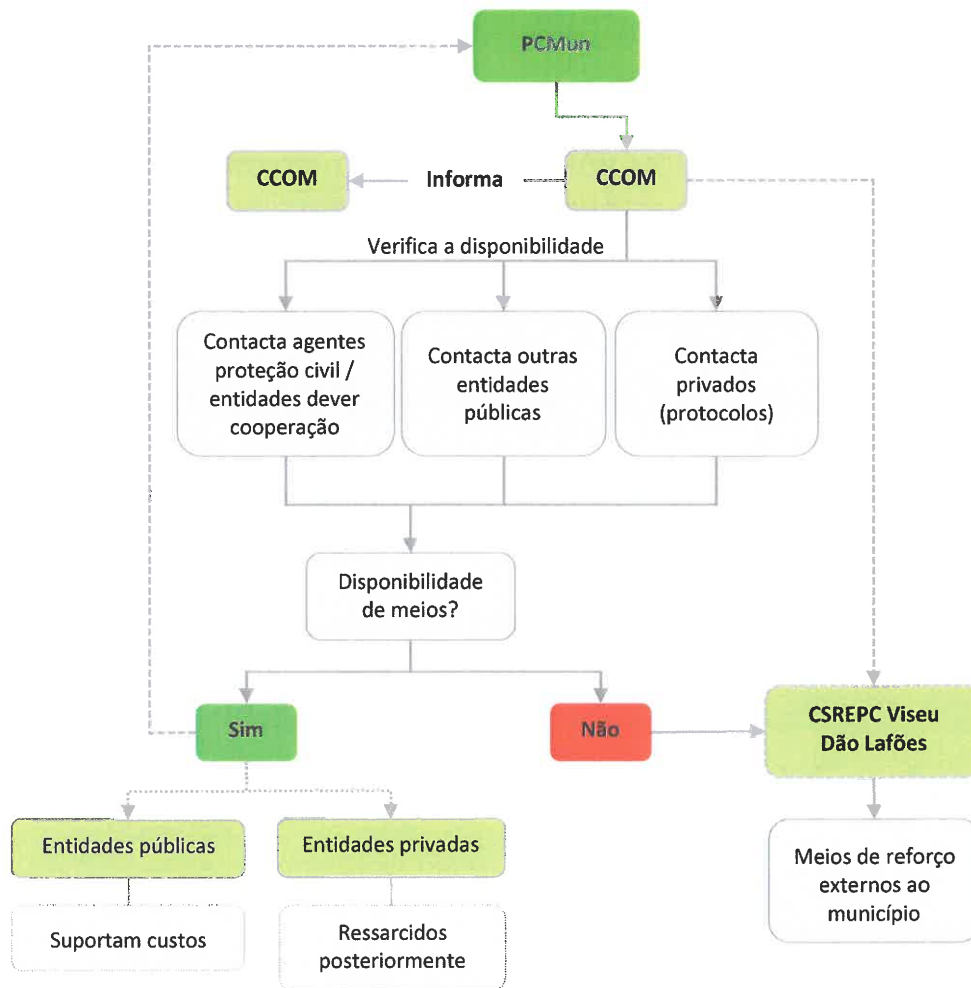 PCMun
CCOM
Informa
CCOM
Verifica a disponibilidade
Contacta agentes
proteção civil /
entidades dever
cooperação
Contacta outras
entidades
públicas
Contacta
privados
(protocolos)
Disponibilidade
de meios?
Sim
Não
CSREPC Viseu
Dão Lafões
Entidades públicas
Entidades privadas
Meios de reforço
externos ao
município
Suportam custos
Ressarcidos
posteriormente